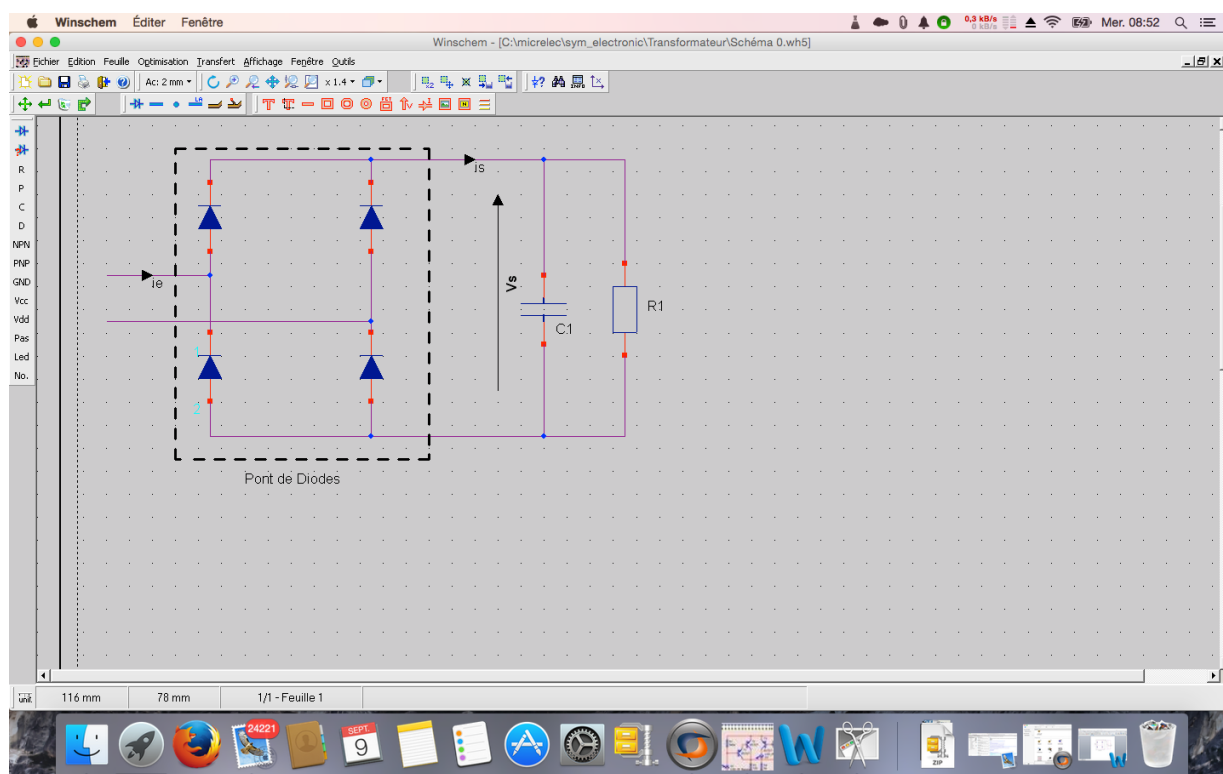 Winschem Éditer Fenêtre 0,3 kB/s 0 kB/s Mer. 08:52
Winschem - [C:\micrelec\sym_electronic\Transformateur\Schéma 0.wh5]
Fichier Edition Feuille Optimisation Transfert Affichage Fenêtre Outils
Ac: 2 mm x 1.4
R
P
C
D
NPN
PNP
GND
Vcc
Vdd
Pas
Led
No.
is
ie
Vs
C1
R1
1
2
Pont de Diodes
unit. 116 mm 78 mm 1/1 - Feuille 1
24221
SEPT.
9
ZIP